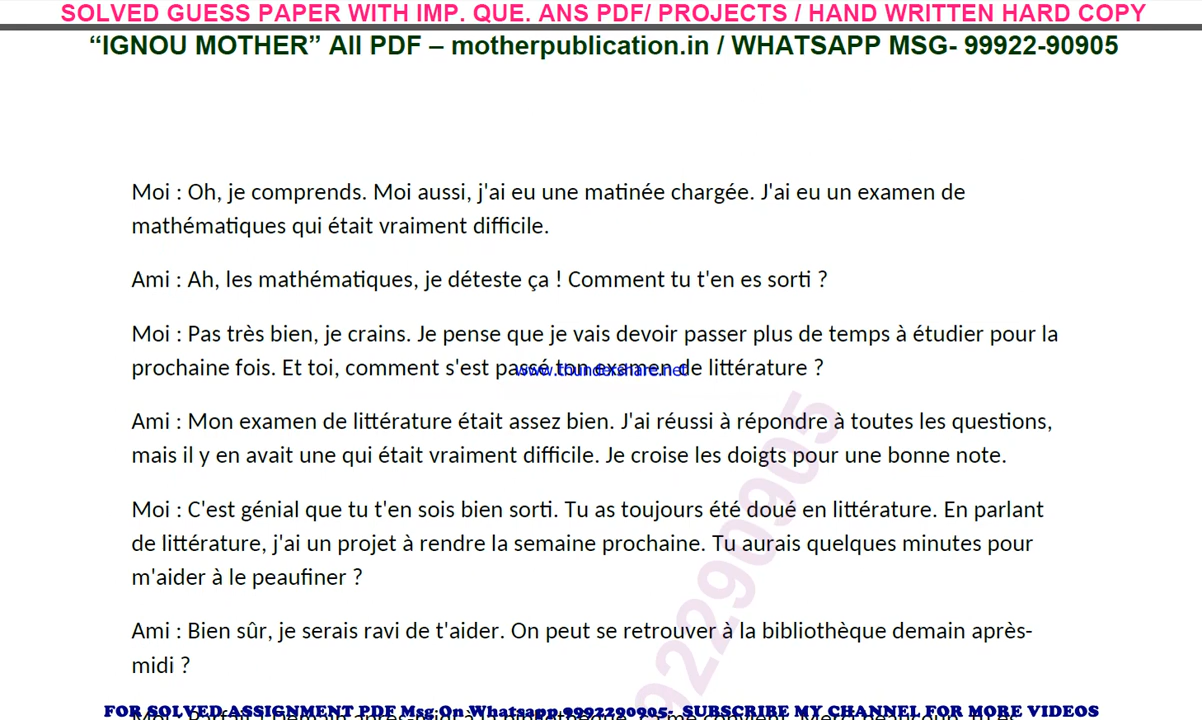 SOLVED GUESS PAPER WITH IMP. QUE. ANS PDF/ PROJECTS / HAND WRITTEN HARD COPY
“IGNOU MOTHER” All PDF – motherpublication.in / WHATSAPP MSG- 99922-90905
Moi : Oh, je comprends. Moi aussi, j'ai eu une matinée chargée. J'ai eu un examen de
mathématiques qui était vraiment difficile.
Ami : Ah, les mathématiques, je déteste ça ! Comment tu t'en es sorti ?
Moi : Pas très bien, je crains. Je pense que je vais devoir passer plus de temps à étudier pour la
prochaine fois. Et toi, comment s'est passé ton examen de littérature ?
www.thundershare.net
Ami : Mon examen de littérature était assez bien. J'ai réussi à répondre à toutes les questions,
mais il y en avait une qui était vraiment difficile. Je croise les doigts pour une bonne note.
Moi : C'est génial que tu t'en sois bien sorti. Tu as toujours été doué en littérature. En parlant
de littérature, j'ai un projet à rendre la semaine prochaine. Tu aurais quelques minutes pour
m'aider à le peaufiner ?
Ami : Bien sûr, je serais ravi de t'aider. On peut se retrouver à la bibliothèque demain après-
midi ?
92290905
FOR SOLVED ASSIGNMENT PDF Msg On Whatsapp 9992290905- SUBSCRIBE MY CHANNEL FOR MORE VIDEOS